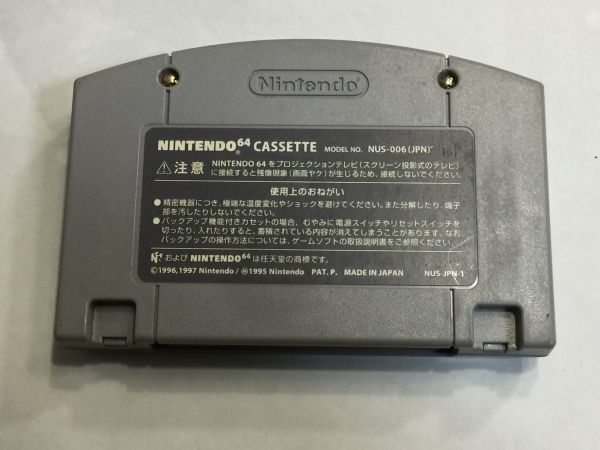 Nintendo
NINTENDO64 CASSETTE MODEL NO. NUS-006(JPN)
⚠注意 NINTENDO 64 をプロジェクションテレビ(スクリーン投影式のテレビ)
に接続すると残像現象(画面ヤケ)が生じるため、接続しないでください。
使用上のおねがい
●精密機器につき、極端な温度変化やショックを避けてください。また分解したり、端子
部を汚したりしないでください。
●バックアップ機能付きカセットの場合、むやみに電源スイッチやリセットスイッチを
切ったり、入れたりすると、蓄積されている内容が消えてしまうことがあります。なお
バックアップの操作方法については、ゲームソフトの取扱説明書をご参照ください。
および NINTENDO64 は任天堂の商標です。
©1996,1997 Nintendo/Ⓜ1995 Nintendo PAT. P. MADE IN JAPAN NUS-JPN-1